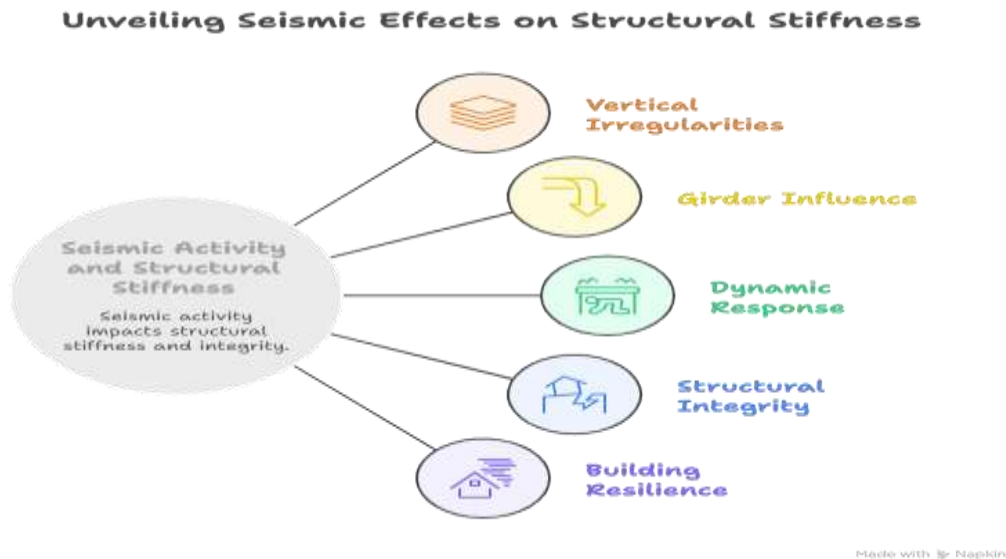 Unveiling Seismic Effects on Structural Stiffness
Vertical
Irregularities
Girder Influence
Seismic Activity
and Structural
Stiffness
Seismic activity
impacts structural
stiffness and integrity.
Dynamic
Response
Structural
Integrity
Building
Resilience
Made with Napkin